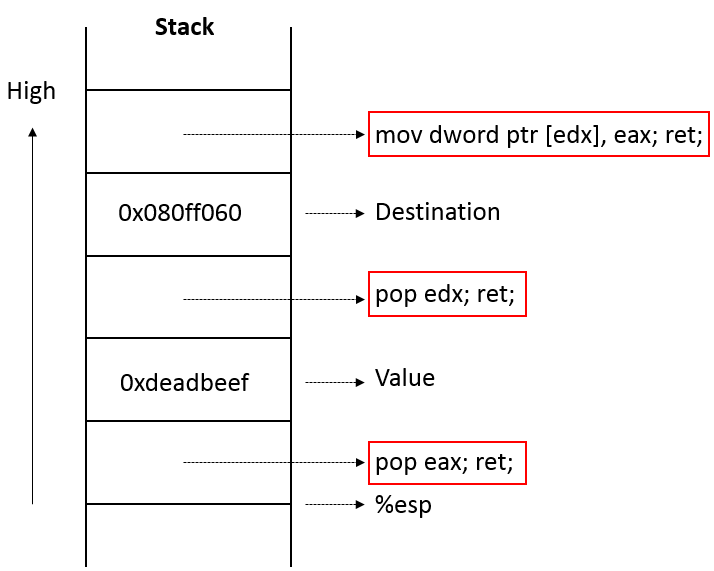 Stack
High
mov dword ptr [edx], eax; ret;
0x080ff060
Destination
pop edx; ret;
0xdeadbeef
Value
pop eax; ret;
%esp